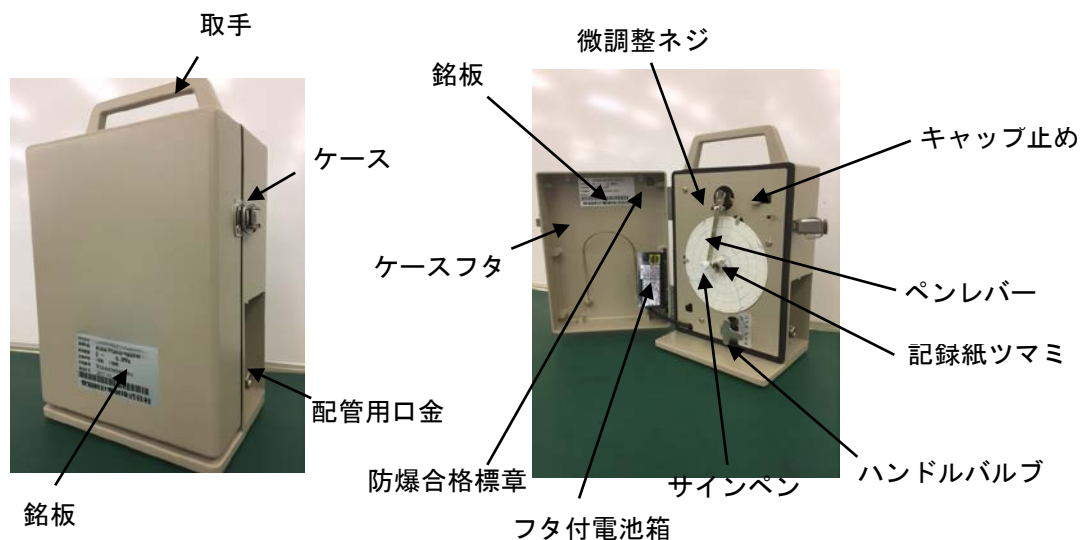 取手
ケース
配管用口金
銘板
銘板
微調整ネジ
キャップ止め
ケースフタ
ペンレバー
記録紙ツマミ
防爆合格標章
フタ付電池箱
サインペン
ハンドルバルブ